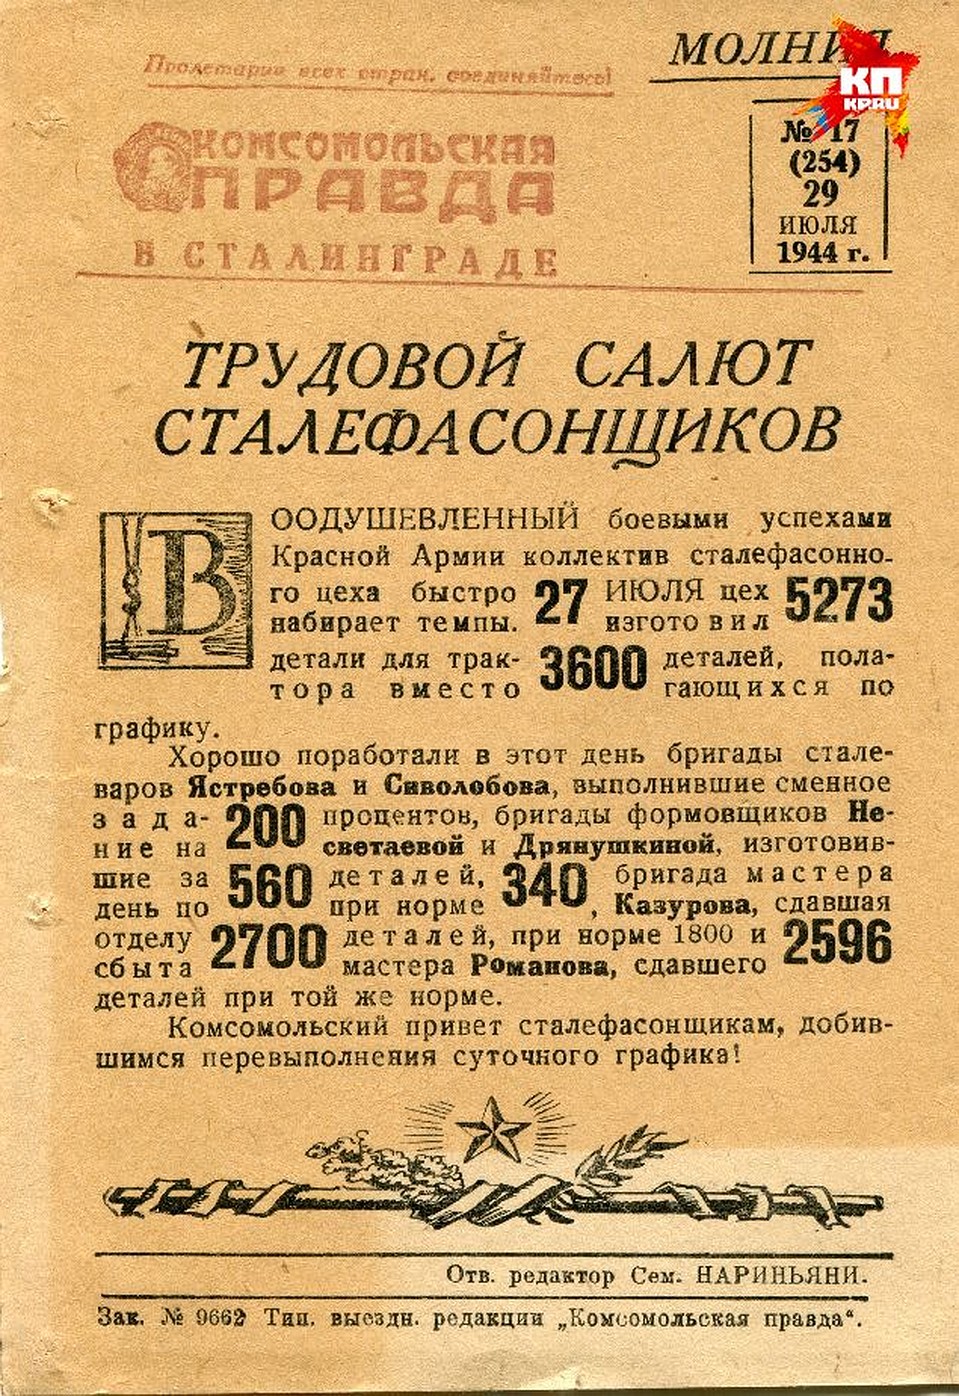 МОЛНИЯ
КП
KP.RU
Пролетарии всех стран, соединяйтесь!
КОМСОМОЛЬСКАЯ
ПРАВДА
В СТАЛИНГРАДЕ
№ 17
(254)
29
ИЮЛЯ
1944 г.
ТРУДОВОЙ САЛЮТ
СТАЛЕФАСОНЩИКОВ
ВООДУШЕВЛЕННЫЙ боевыми успехами
Красной Армии коллектив сталефасонно-
го цеха быстро набирает темпы. 27 ИЮЛЯ цех изготовил 5273
детали для трак-тора вместо 3600 деталей, пола-гающихся по
графику.
Хорошо поработали в этот день бригады стале-
варов Ястребова и Сиволобова, выполнившие сменное
зада-ние на 200 процентов, бригады формовщиков Не-светаевой и Дрянушкиной, изготовив-
шие за день по 560 деталей, при норме 340, бригада мастера Казурова, сдавшая
отделу сбыта 2700 деталей, при норме 1800 и мастера Романова, сдавшего 2596
деталей при той же норме.
Комсомольский привет сталефасонщикам, добив-
шимся перевыполнения суточного графика!
Отв. редактор Сем. НАРИНЬЯНИ.
Зак. № 9662 Тип. выездн. редакции „Комсомольская правда“.